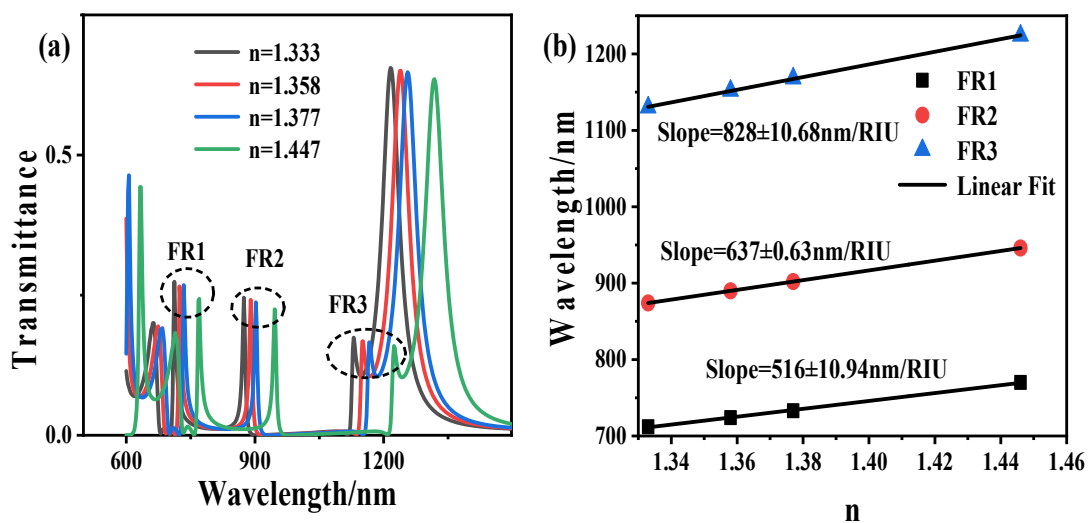 (a)
n=1.333
n=1.358
n=1.377
n=1.447
FR1
FR2
FR3
Transmittance
0.5
0.0
600
900
1200
Wavelength/nm
(b)
Wavelength/nm
1200
1100
1000
900
800
700
FR1
FR2
FR3
Linear Fit
Slope=828±10.68nm/RIU
Slope=637±0.63nm/RIU
Slope=516±10.94nm/RIU
1.34
1.36
1.38
1.40
1.42
1.44
1.46
n